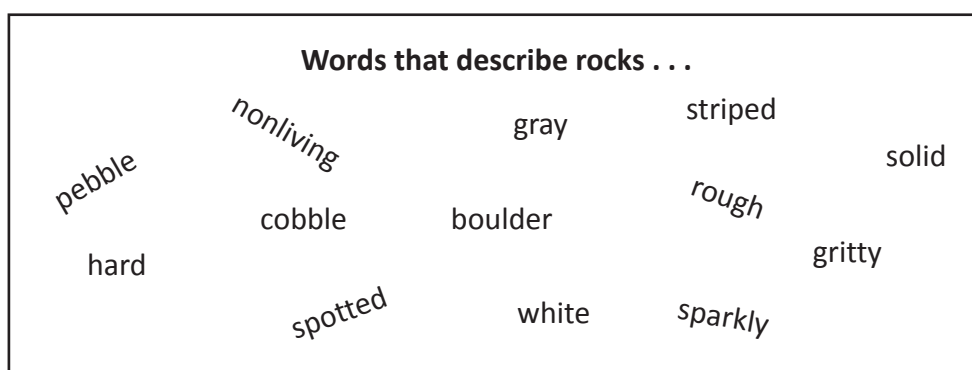 Words that describe rocks . . .
nonliving
gray
striped
solid
pebble
cobble
boulder
rough
hard
gritty
spotted
white
sparkly